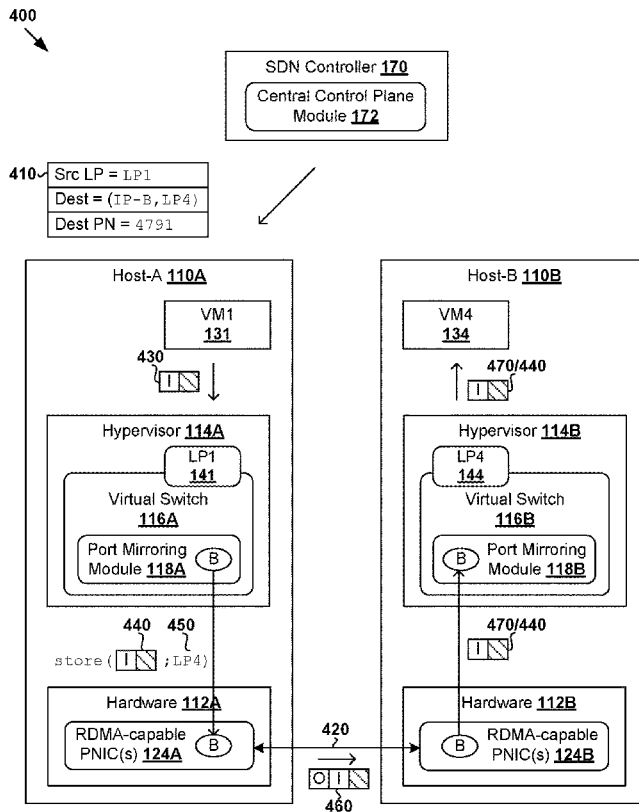 400
SDN Controller 170
Central Control Plane
Module 172
410
Src LP = LP1
Dest = (IP-B,LP4)
Dest PN = 4791
Host-A 110A
VM1
131
430
I
Hypervisor 114A
LP1
141
Virtual Switch
116A
Port Mirroring
Module 118A
B
440
450
store( I ;LP4)
Hardware 112A
RDMA-capable
PNIC(s) 124A
B
420
O I
460
Host-B 110B
VM4
134
470/440
I
Hypervisor 114B
LP4
144
Virtual Switch
116B
B
Port Mirroring
Module 118B
470/440
I
Hardware 112B
B
RDMA-capable
PNIC(s) 124B